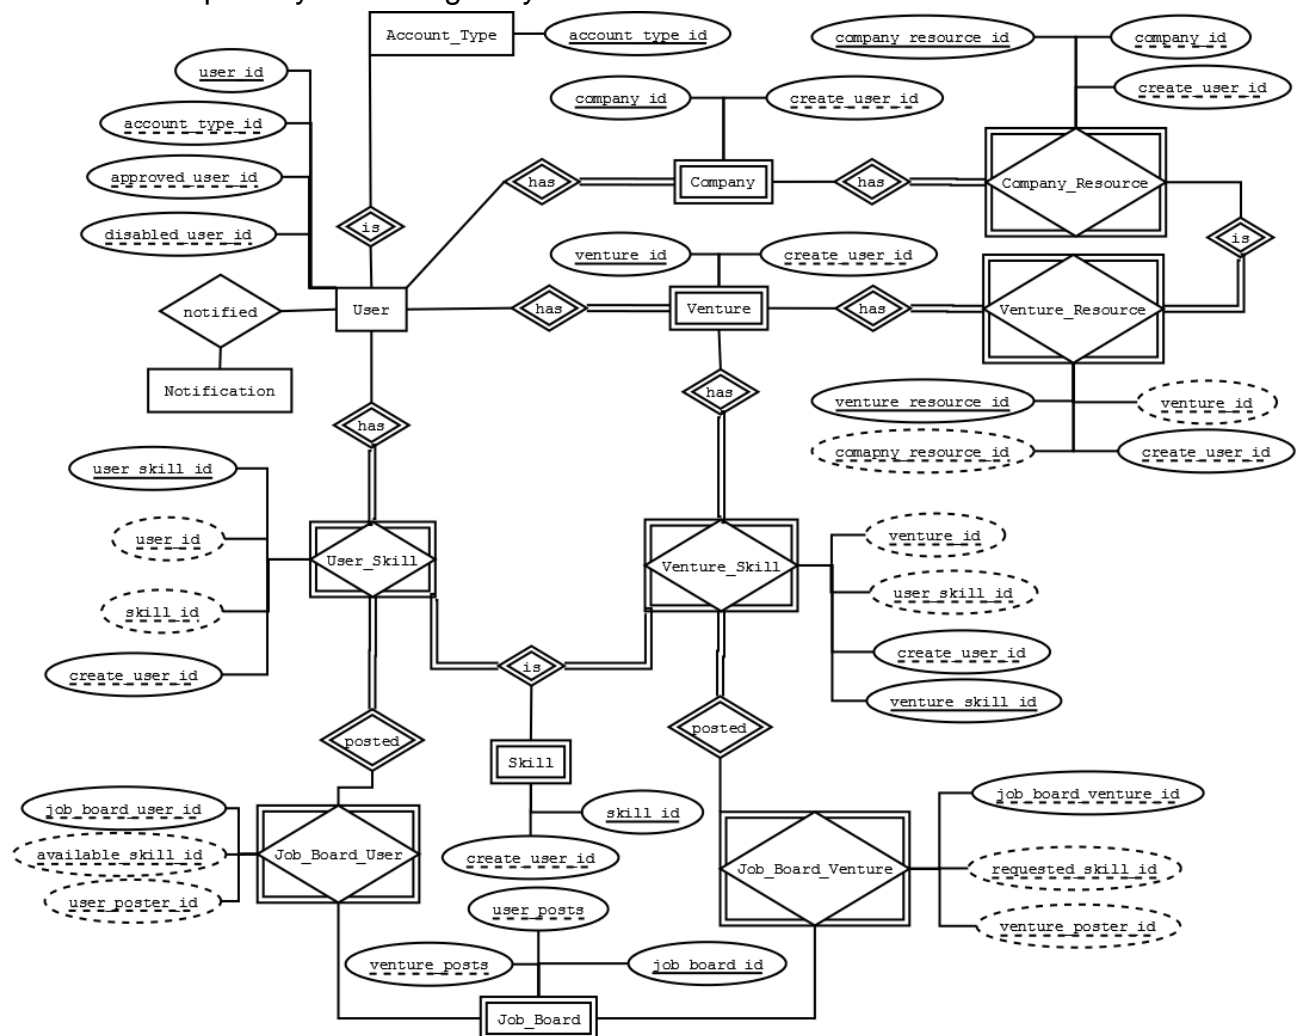 Account_Type
account_type_id
company_resource_id
company_id
user_id
company_id
create_user_id
create_user_id
account_type_id
approved_user_id
has
Company
has
Company_Resource
disabled_user_id
is
is
venture_id
create_user_id
notified
User
has
Venture
has
Venture_Resource
Notification
has
venture_resource_id
venture_id
has
comapny_resource_id
create_user_id
user_skill_id
user_id
venture_id
User_Skill
Venture_Skill
user_skill_id
skill_id
create_user_id
is
create_user_id
venture_skill_id
posted
posted
Skill
job_board_user_id
skill_id
job_board_venture_id
available_skill_id
Job_Board_User
create_user_id
Job_Board_Venture
requested_skill_id
user_poster_id
user_posts
venture_poster_id
venture_posts
job_board_id
Job_Board